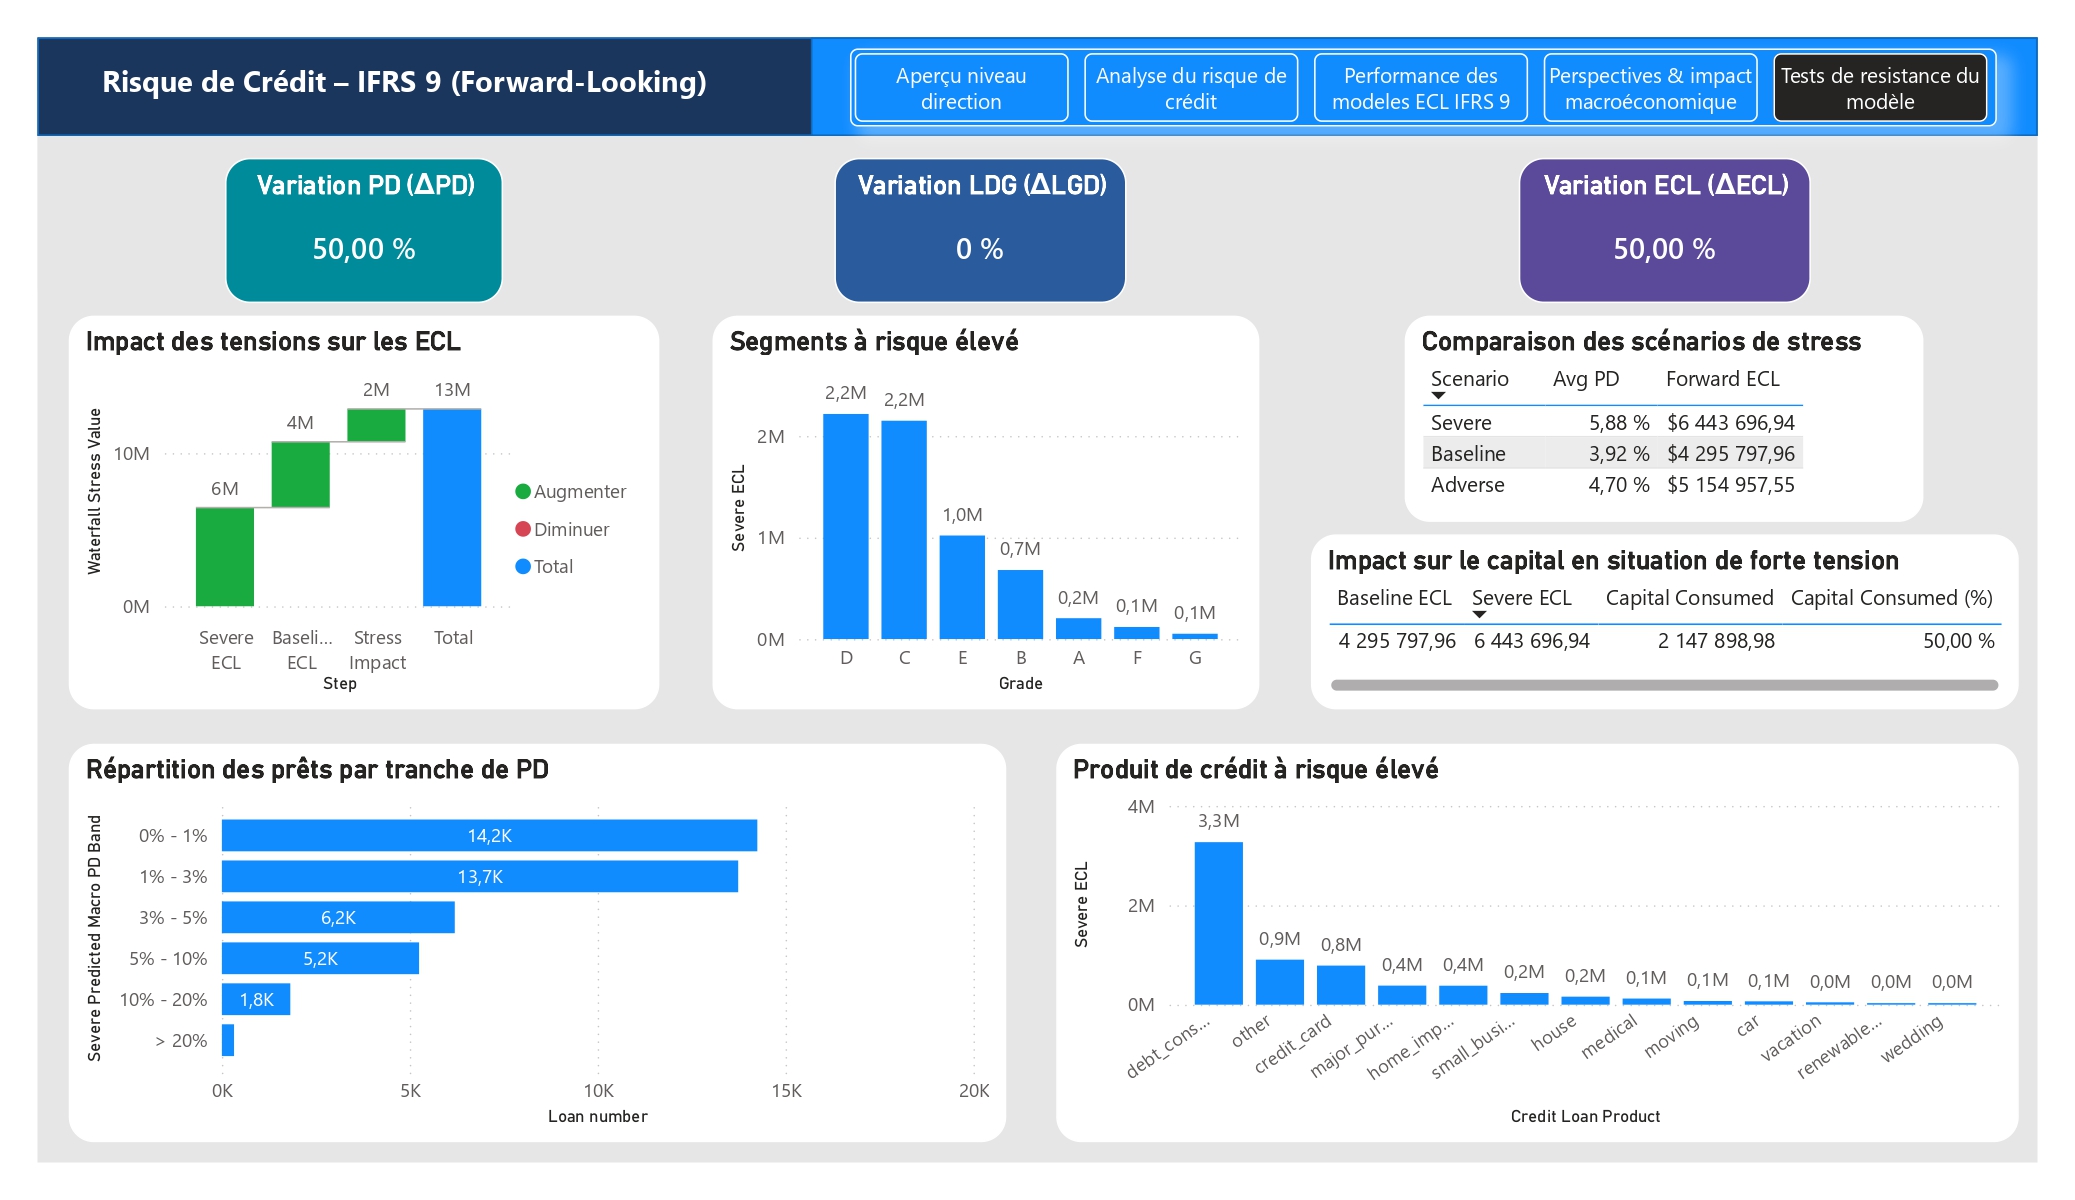 Risque de Crédit – IFRS 9 (Forward-Looking)
Aperçu niveau
direction
Analyse du risque de
crédit
Performance des
modeles ECL IFRS 9
Perspectives & impact
macroéconomique
Tests de resistance du
modèle
Variation PD (ΔPD)
50,00 %
Variation LDG (ΔLGD)
0 %
Variation ECL (ΔECL)
50,00 %
Impact des tensions sur les ECL
Waterfall Stress Value
10M
0M
6M
4M
2M
13M
Severe
ECL
Baseli...
ECL
Stress
Impact
Total
Step
Augmenter
Diminuer
Total
Segments à risque élevé
Severe ECL
2M
1M
0M
2,2M
2,2M
1,0M
0,7M
0,2M
0,1M
0,1M
D C E B A F G
Grade
Comparaison des scénarios de stress
Scenario Avg PD Forward ECL
Severe 5,88 % $6 443 696,94
Baseline 3,92 % $4 295 797,96
Adverse 4,70 % $5 154 957,55
Impact sur le capital en situation de forte tension
Baseline ECL Severe ECL Capital Consumed Capital Consumed (%)
4 295 797,96 6 443 696,94 2 147 898,98 50,00 %
Répartition des prêts par tranche de PD
Severe Predicted Macro PD Band
0% - 1% 14,2K
1% - 3% 13,7K
3% - 5% 6,2K
5% - 10% 5,2K
10% - 20% 1,8K
> 20%
0K 5K 10K 15K 20K
Loan number
Produit de crédit à risque élevé
Severe ECL
4M
2M
0M
3,3M
0,9M
0,8M
0,4M
0,4M
0,2M
0,2M
0,1M
0,1M
0,1M
0,0M
0,0M
0,0M
debt_cons...
other
credit_card
major_pur...
home_imp...
small_busi...
house
medical
moving
car
vacation
renewable...
wedding
Credit Loan Product